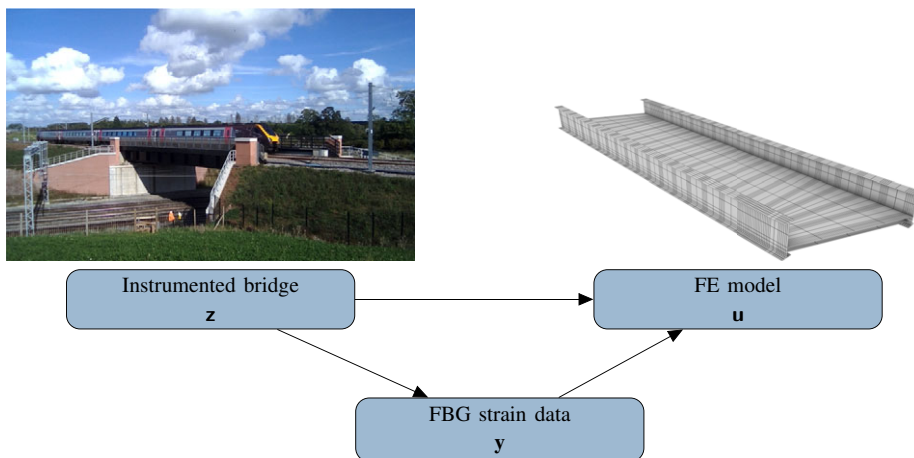 Instrumented bridge
z
FE model
u
FBG strain data
y